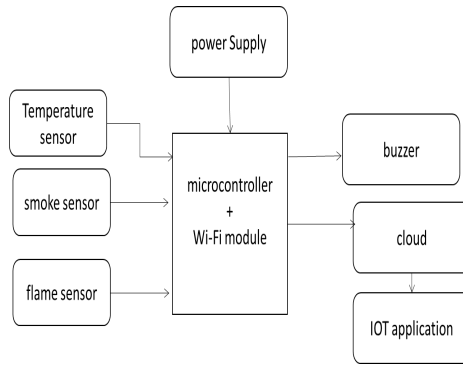 power Supply
Temperature
sensor
smoke sensor
flame sensor
microcontroller
+
Wi-Fi module
buzzer
cloud
IOT application